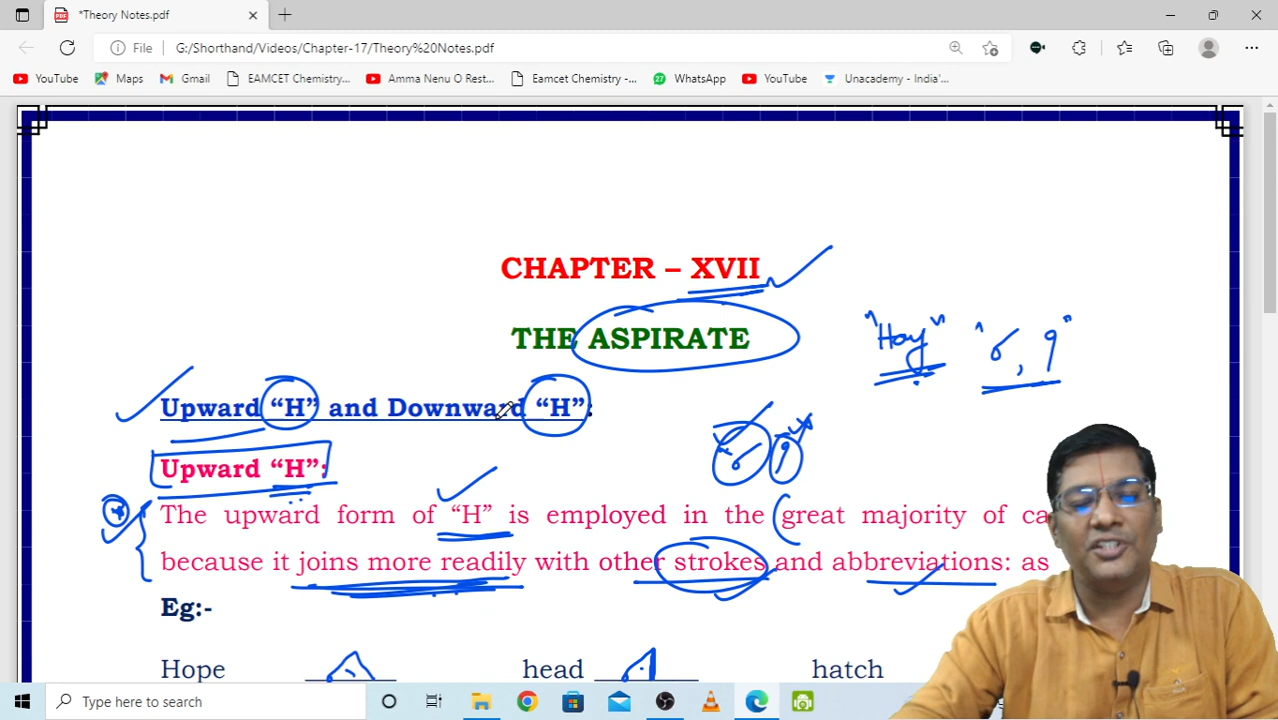 *Theory Notes.pdf
File G:/Shorthand/Videos/Chapter-17/Theory%20Notes.pdf
YouTube Maps Gmail EAMCET Chemistry... Amma Nenu O Rest... Eamcet Chemistry -... WhatsApp YouTube Unacademy - India'...
CHAPTER – XVII
THE ASPIRATE
"Hay"
Upward “H” and Downward “H”:
Upward “H”:
The upward form of “H” is employed in the great majority of ca
because it joins more readily with other strokes and abbreviations: as
Eg:-
Hope head hatch
Type here to search